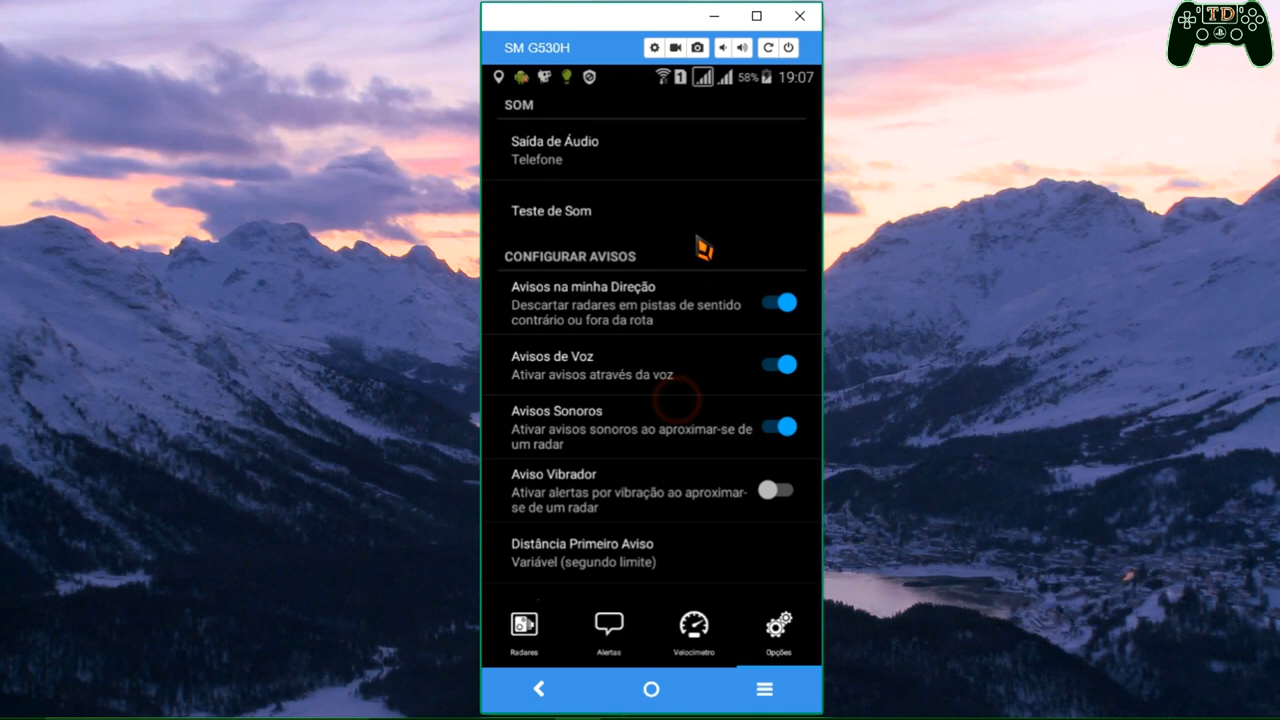 TD
SM G530H
1
58%
19:07
SOM
Saída de Áudio
Telefone
Teste de Som
CONFIGURAR AVISOS
Avisos na minha Direção
Descartar radares em pistas de sentido
contrário ou fora da rota
Avisos de Voz
Ativar avisos através da voz
Avisos Sonoros
Ativar avisos sonoros ao aproximar-se de
um radar
Aviso Vibrador
Ativar alertas por vibração ao aproximar-
se de um radar
Distância Primeiro Aviso
Variável (segundo limite)
Radares
Alertas
Velocímetro
Opções